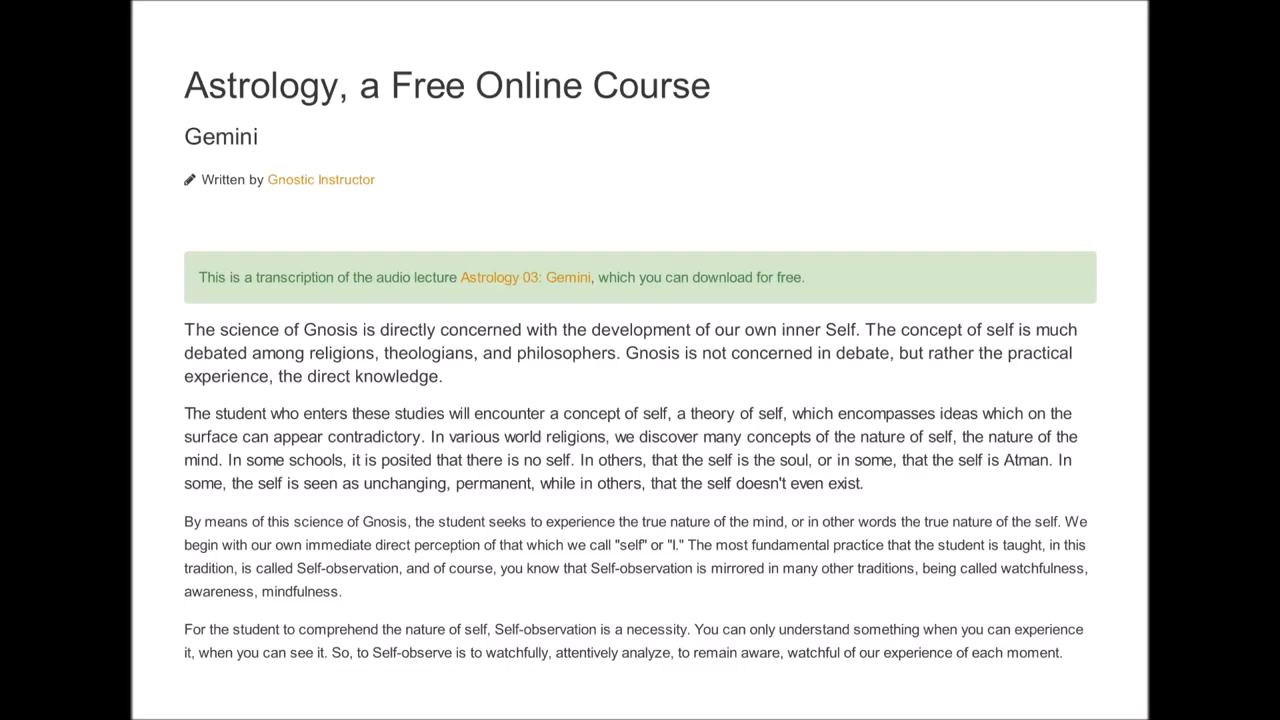 Astrology, a Free Online Course
Gemini
Written by Gnostic Instructor
This is a transcription of the audio lecture Astrology 03: Gemini, which you can download for free.
The science of Gnosis is directly concerned with the development of our own inner Self. The concept of self is much
debated among religions, theologians, and philosophers. Gnosis is not concerned in debate, but rather the practical
experience, the direct knowledge.
The student who enters these studies will encounter a concept of self, a theory of self, which encompasses ideas which on the
surface can appear contradictory. In various world religions, we discover many concepts of the nature of self, the nature of the
mind. In some schools, it is posited that there is no self. In others, that the self is the soul, or in some, that the self is Atman. In
some, the self is seen as unchanging, permanent, while in others, that the self doesn't even exist.
By means of this science of Gnosis, the student seeks to experience the true nature of the mind, or in other words the true nature of the self. We
begin with our own immediate direct perception of that which we call "self" or "I." The most fundamental practice that the student is taught, in this
tradition, is called Self-observation, and of course, you know that Self-observation is mirrored in many other traditions, being called watchfulness,
awareness, mindfulness.
For the student to comprehend the nature of self, Self-observation is a necessity. You can only understand something when you can experience
it, when you can see it. So, to Self-observe is to watchfully, attentively analyze, to remain aware, watchful of our experience of each moment.